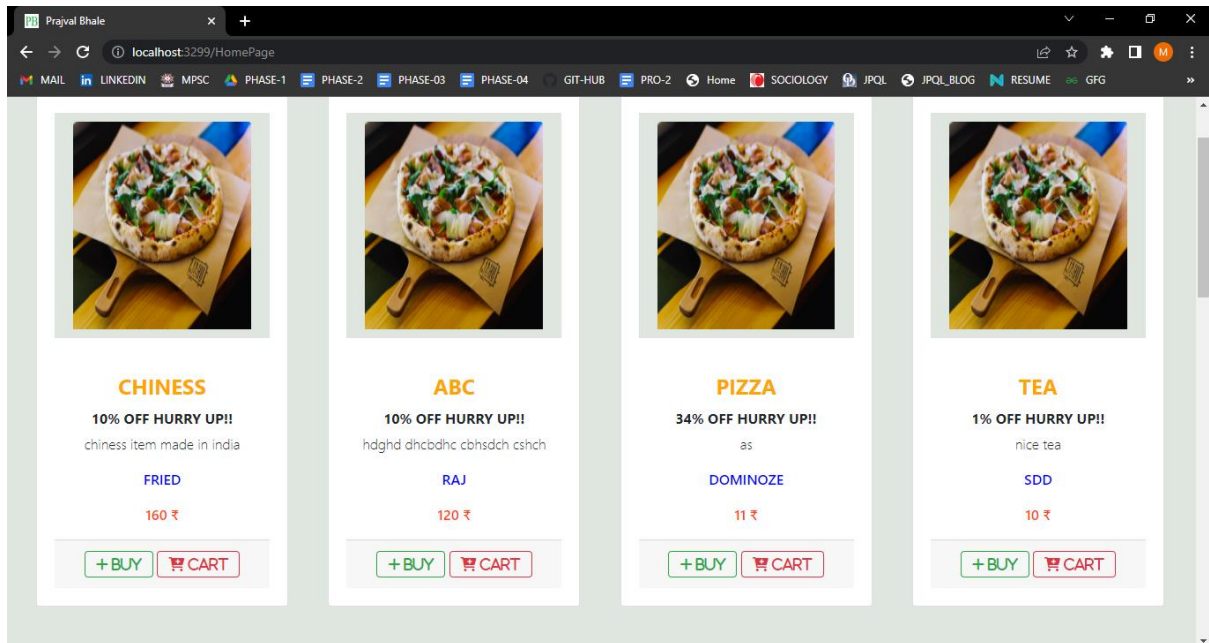 PB Prajval Bhale
localhost:3299/HomePage
M
MAIL in LINKEDIN MPSC PHASE-1 PHASE-2 PHASE-03 PHASE-04 GIT-HUB PRO-2 Home SOCIOLOGY JPQL JPQL_BLOG RESUME GFG »
CHINESS
10% OFF HURRY UP!!
chiness item made in india
FRIED
160 ₹
+ BUY CART
ABC
10% OFF HURRY UP!!
hdghd dhcbdhc cbhsdch cshch
RAJ
120 ₹
+ BUY CART
PIZZA
34% OFF HURRY UP!!
as
DOMINOZE
11 ₹
+ BUY CART
TEA
1% OFF HURRY UP!!
nice tea
SDD
10 ₹
+ BUY CART